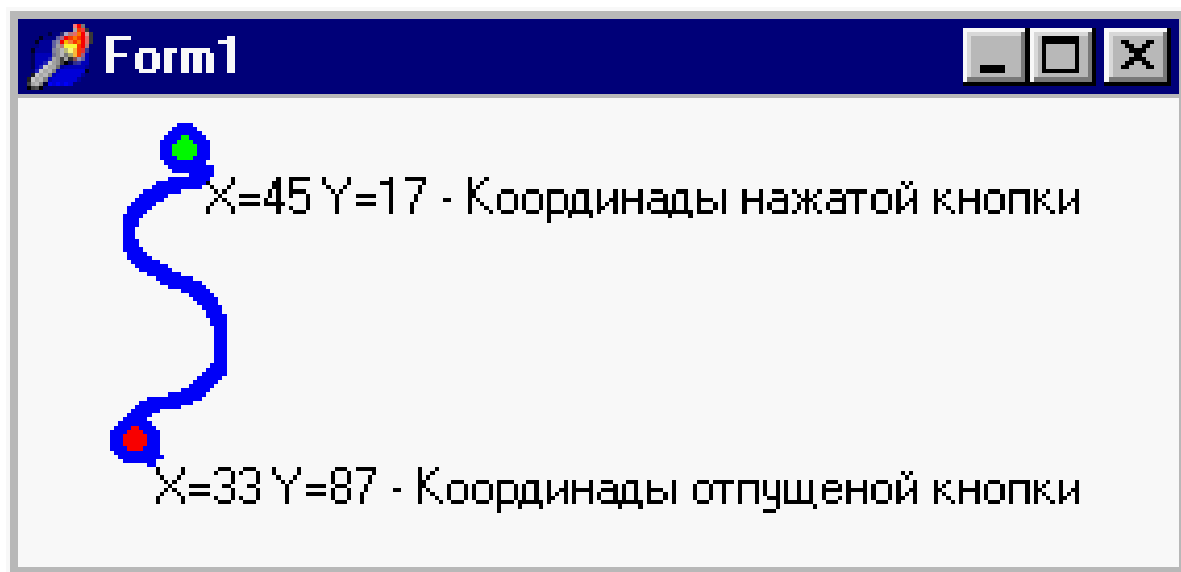 Form1
X=45 Y=17 - Координады нажатой кнопки
X=33 Y=87 - Координады отпущеной кнопки